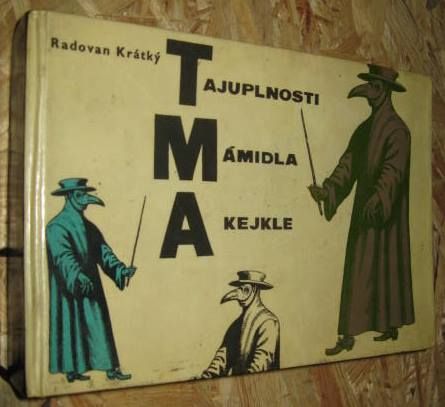 Radovan Krátký
TAJUPLNOSTI
MÁMIDLA
A KEJKLE